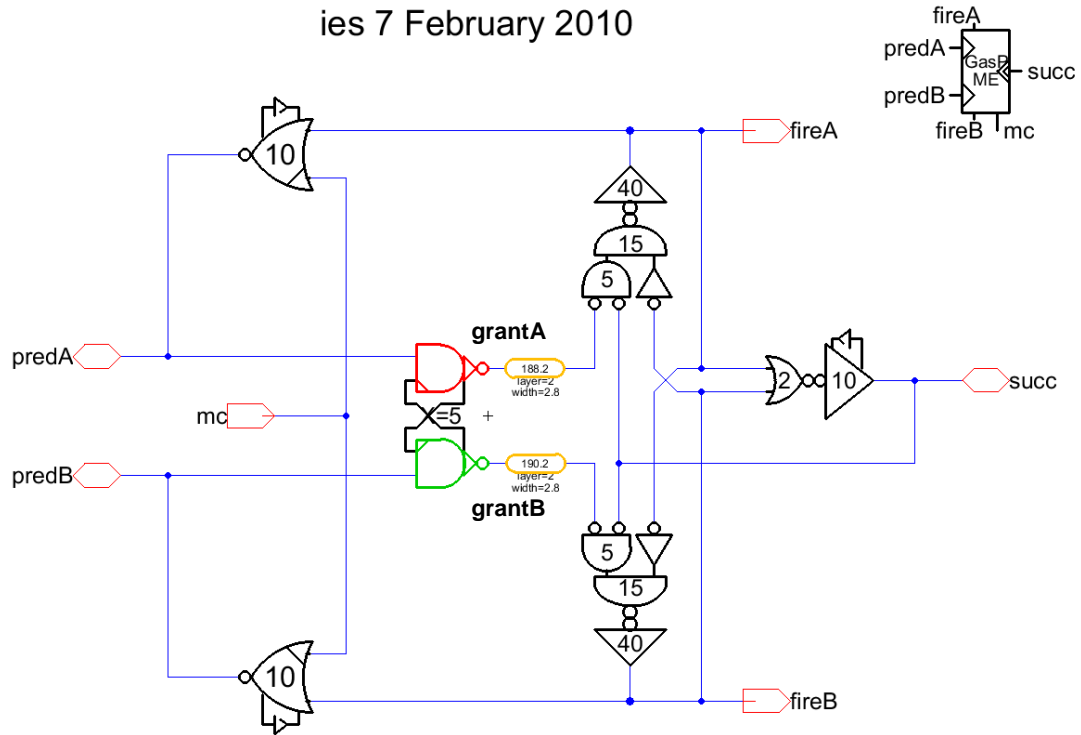 ies 7 February 2010
fireA
predA
GasP
ME
succ
predB
fireB
mc
10
fireA
40
15
5
grantA
predA
188.2
layer=2
width=2.8
2
10
succ
mc
=5
predB
190.2
layer=2
width=2.8
grantB
5
15
10
40
fireB